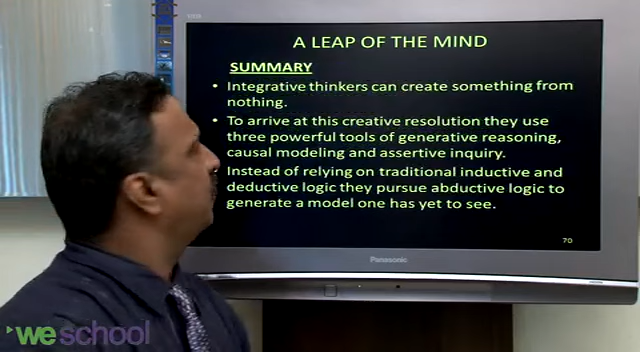 A LEAP OF THE MIND
SUMMARY
• Integrative thinkers can create something from
nothing.
• To arrive at this creative resolution they use
three powerful tools of generative reasoning,
causal modeling and assertive inquiry.
Instead of relying on traditional inductive and
deductive logic they pursue abductive logic to
generate a model one has yet to see.
70
Panasonic
weschool